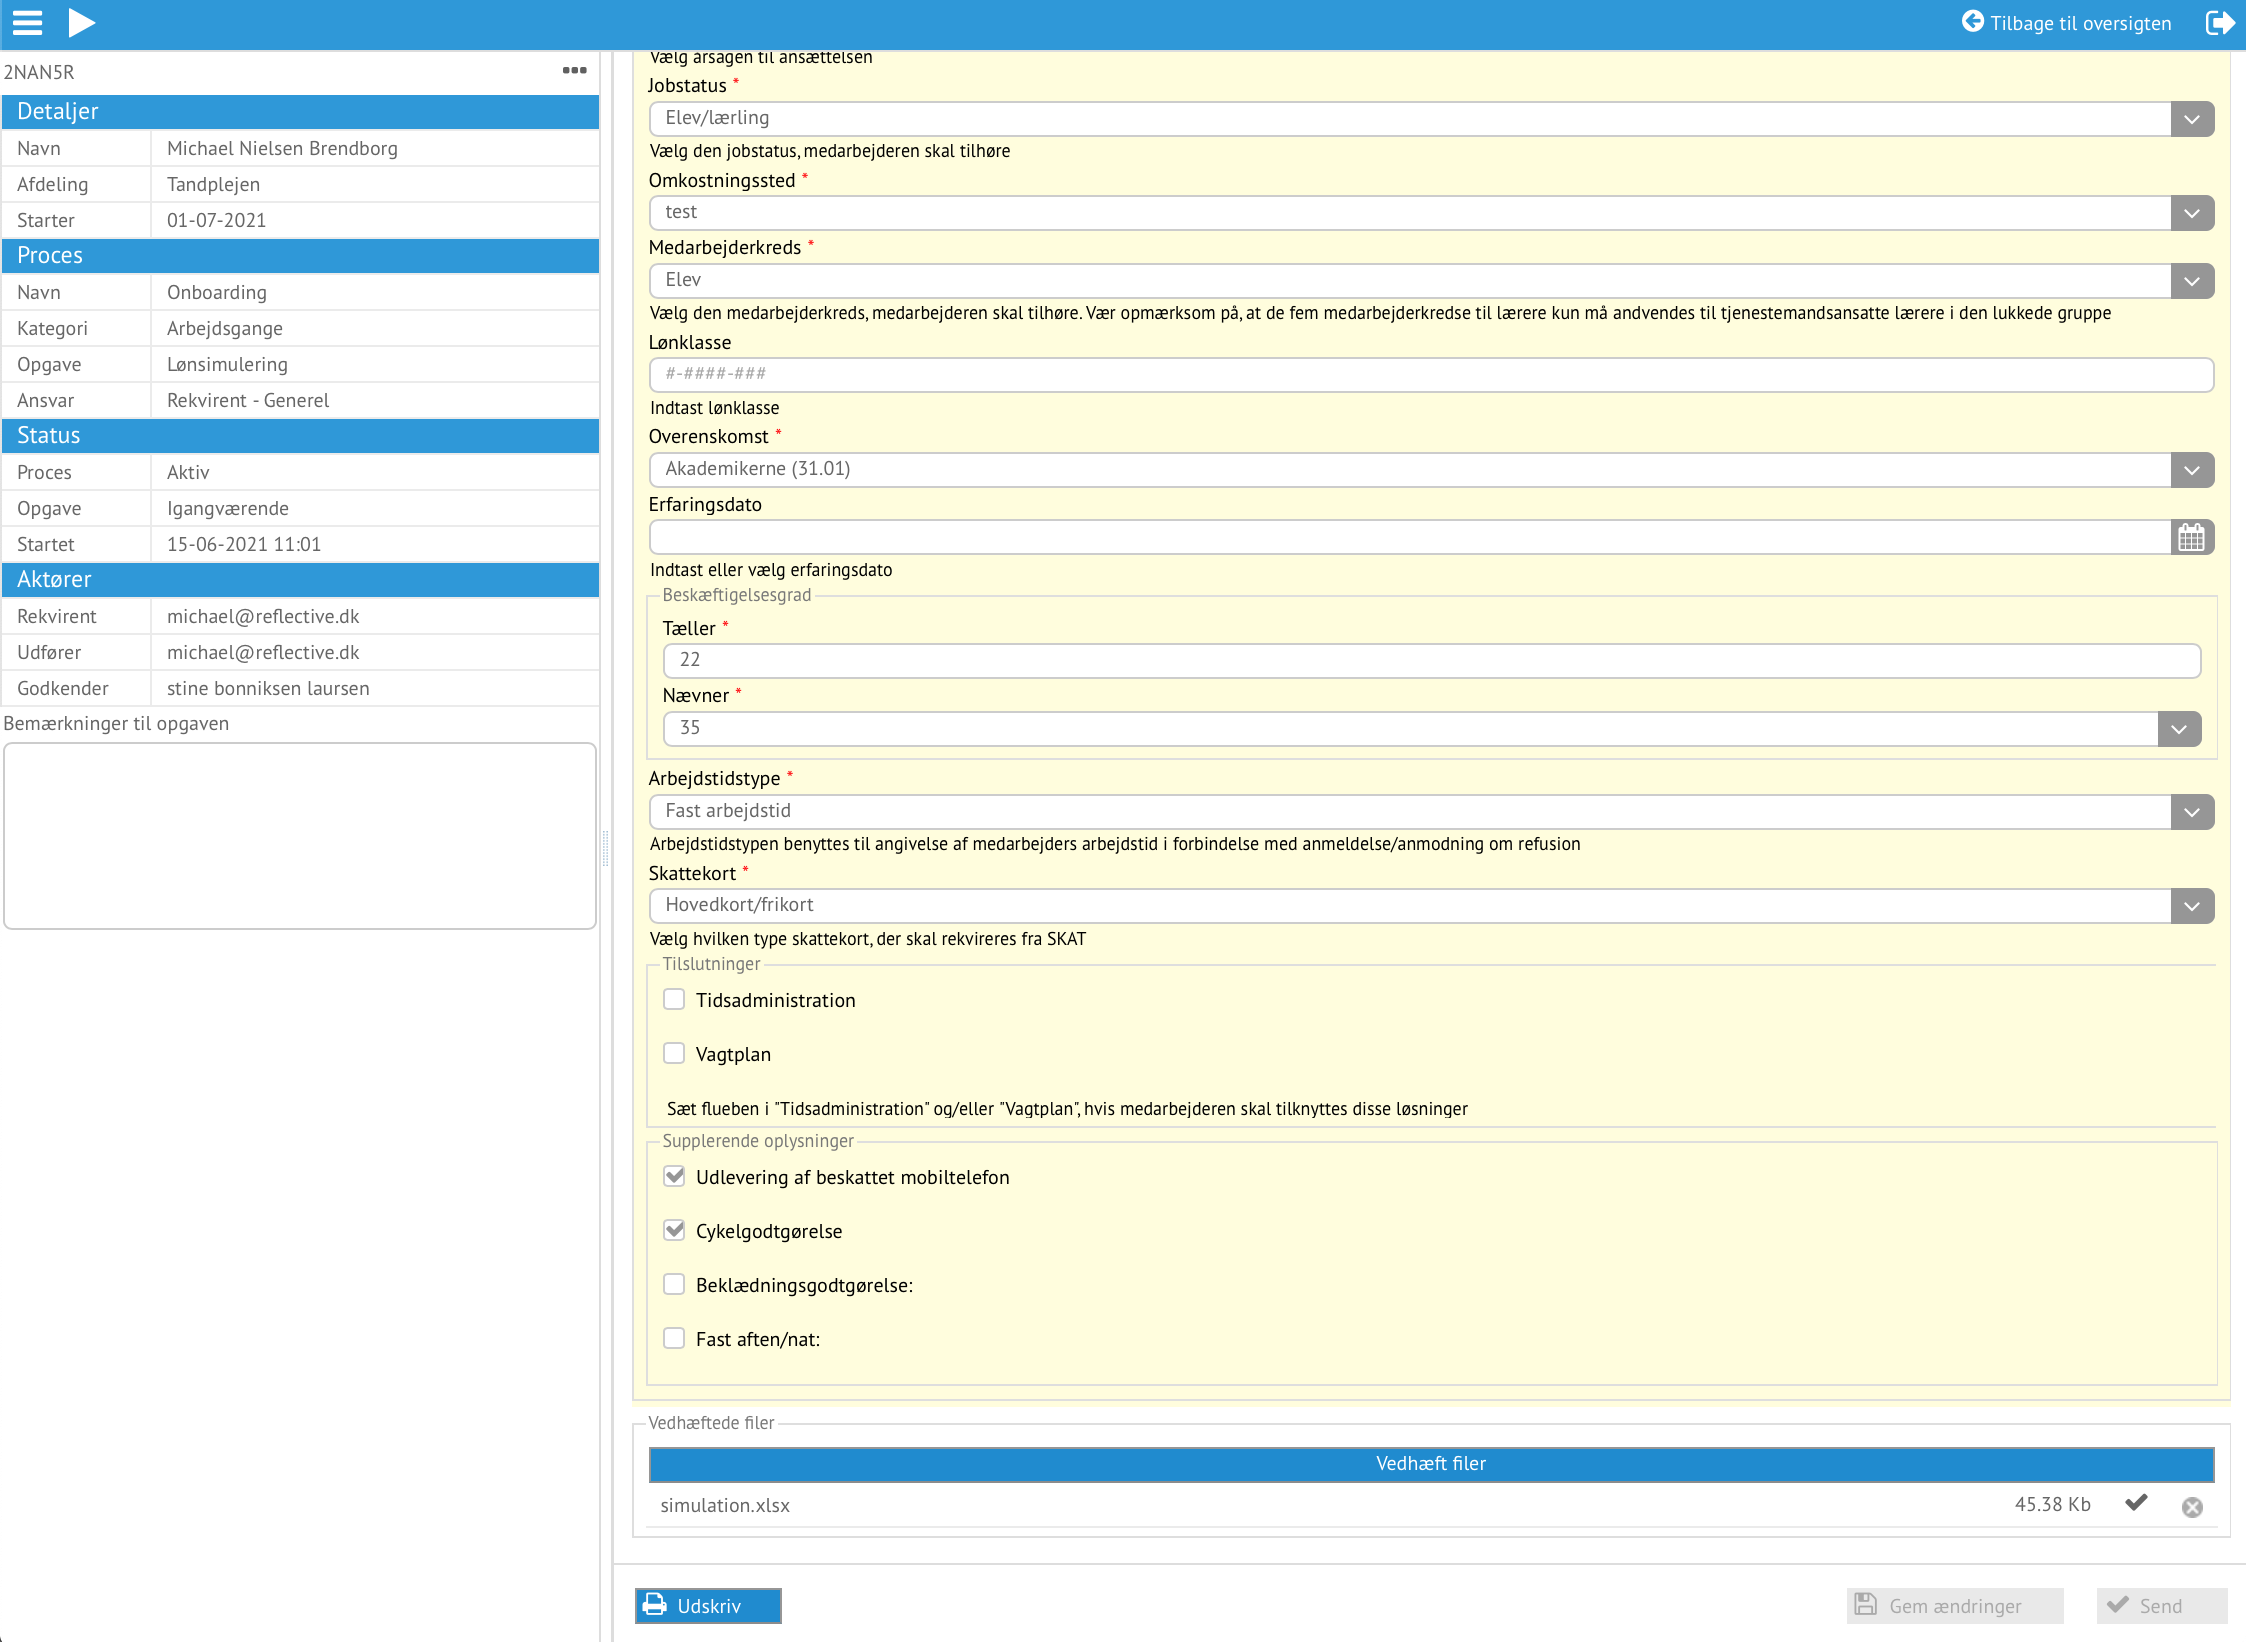 Tilbage til oversigten
2NAN5R
Detaljer
Navn Michael Nielsen Brendborg
Afdeling Tandplejen
Starter 01-07-2021
Proces
Navn Onboarding
Kategori Arbejdsgange
Opgave Lønsimulering
Ansvar Rekvirent - Generel
Status
Proces Aktiv
Opgave Igangværende
Startet 15-06-2021 11:01
Aktører
Rekvirent michael@reflective.dk
Udfører michael@reflective.dk
Godkender stine bonniksen laursen
Bemærkninger til opgaven
Vælg årsagen til ansættelsen
Jobstatus *
Elev/lærling
Vælg den jobstatus, medarbejderen skal tilhøre
Omkostningssted *
test
Medarbejderkreds *
Elev
Vælg den medarbejderkreds, medarbejderen skal tilhøre. Vær opmærksom på, at de fem medarbejderkredse til lærere kun må andvendes til tjenestemandsansatte lærere i den lukkede gruppe
Lønklasse
#-####-###
Indtast lønklasse
Overenskomst *
Akademikerne (31.01)
Erfaringsdato
Indtast eller vælg erfaringsdato
Beskæftigelsesgrad
Tæller *
22
Nævner *
35
Arbejdstidstype *
Fast arbejdstid
Arbejdstidstypen benyttes til angivelse af medarbejders arbejdstid i forbindelse med anmeldelse/anmodning om refusion
Skattekort *
Hovedkort/frikort
Vælg hvilken type skattekort, der skal rekvireres fra SKAT
Tilslutninger
Tidsadministration
Vagtplan
Sæt flueben i "Tidsadministration" og/eller "Vagtplan", hvis medarbejderen skal tilknyttes disse løsninger
Supplerende oplysninger
Udlevering af beskattet mobiltelefon
Cykelgodtgørelse
Beklædningsgodtgørelse:
Fast aften/nat:
Vedhæftede filer
Vedhæft filer
simulation.xlsx 45.38 Kb
Udskriv
Gem ændringer
Send